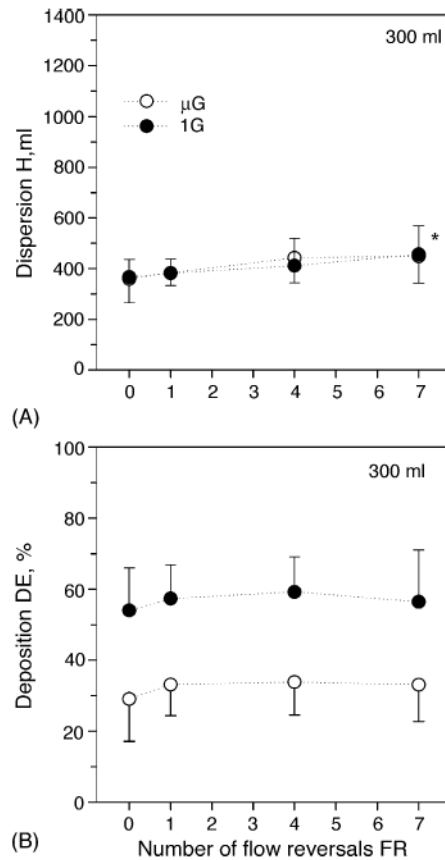 1400
300 ml
1200
μG
1G
1000
800
600
400
200
0
Dispersion H,ml
*
0 1 2 3 4 5 6 7
(A)
100
300 ml
80
60
40
20
0
Deposition DE, %
0 1 2 3 4 5 6 7
(B)
Number of flow reversals FR